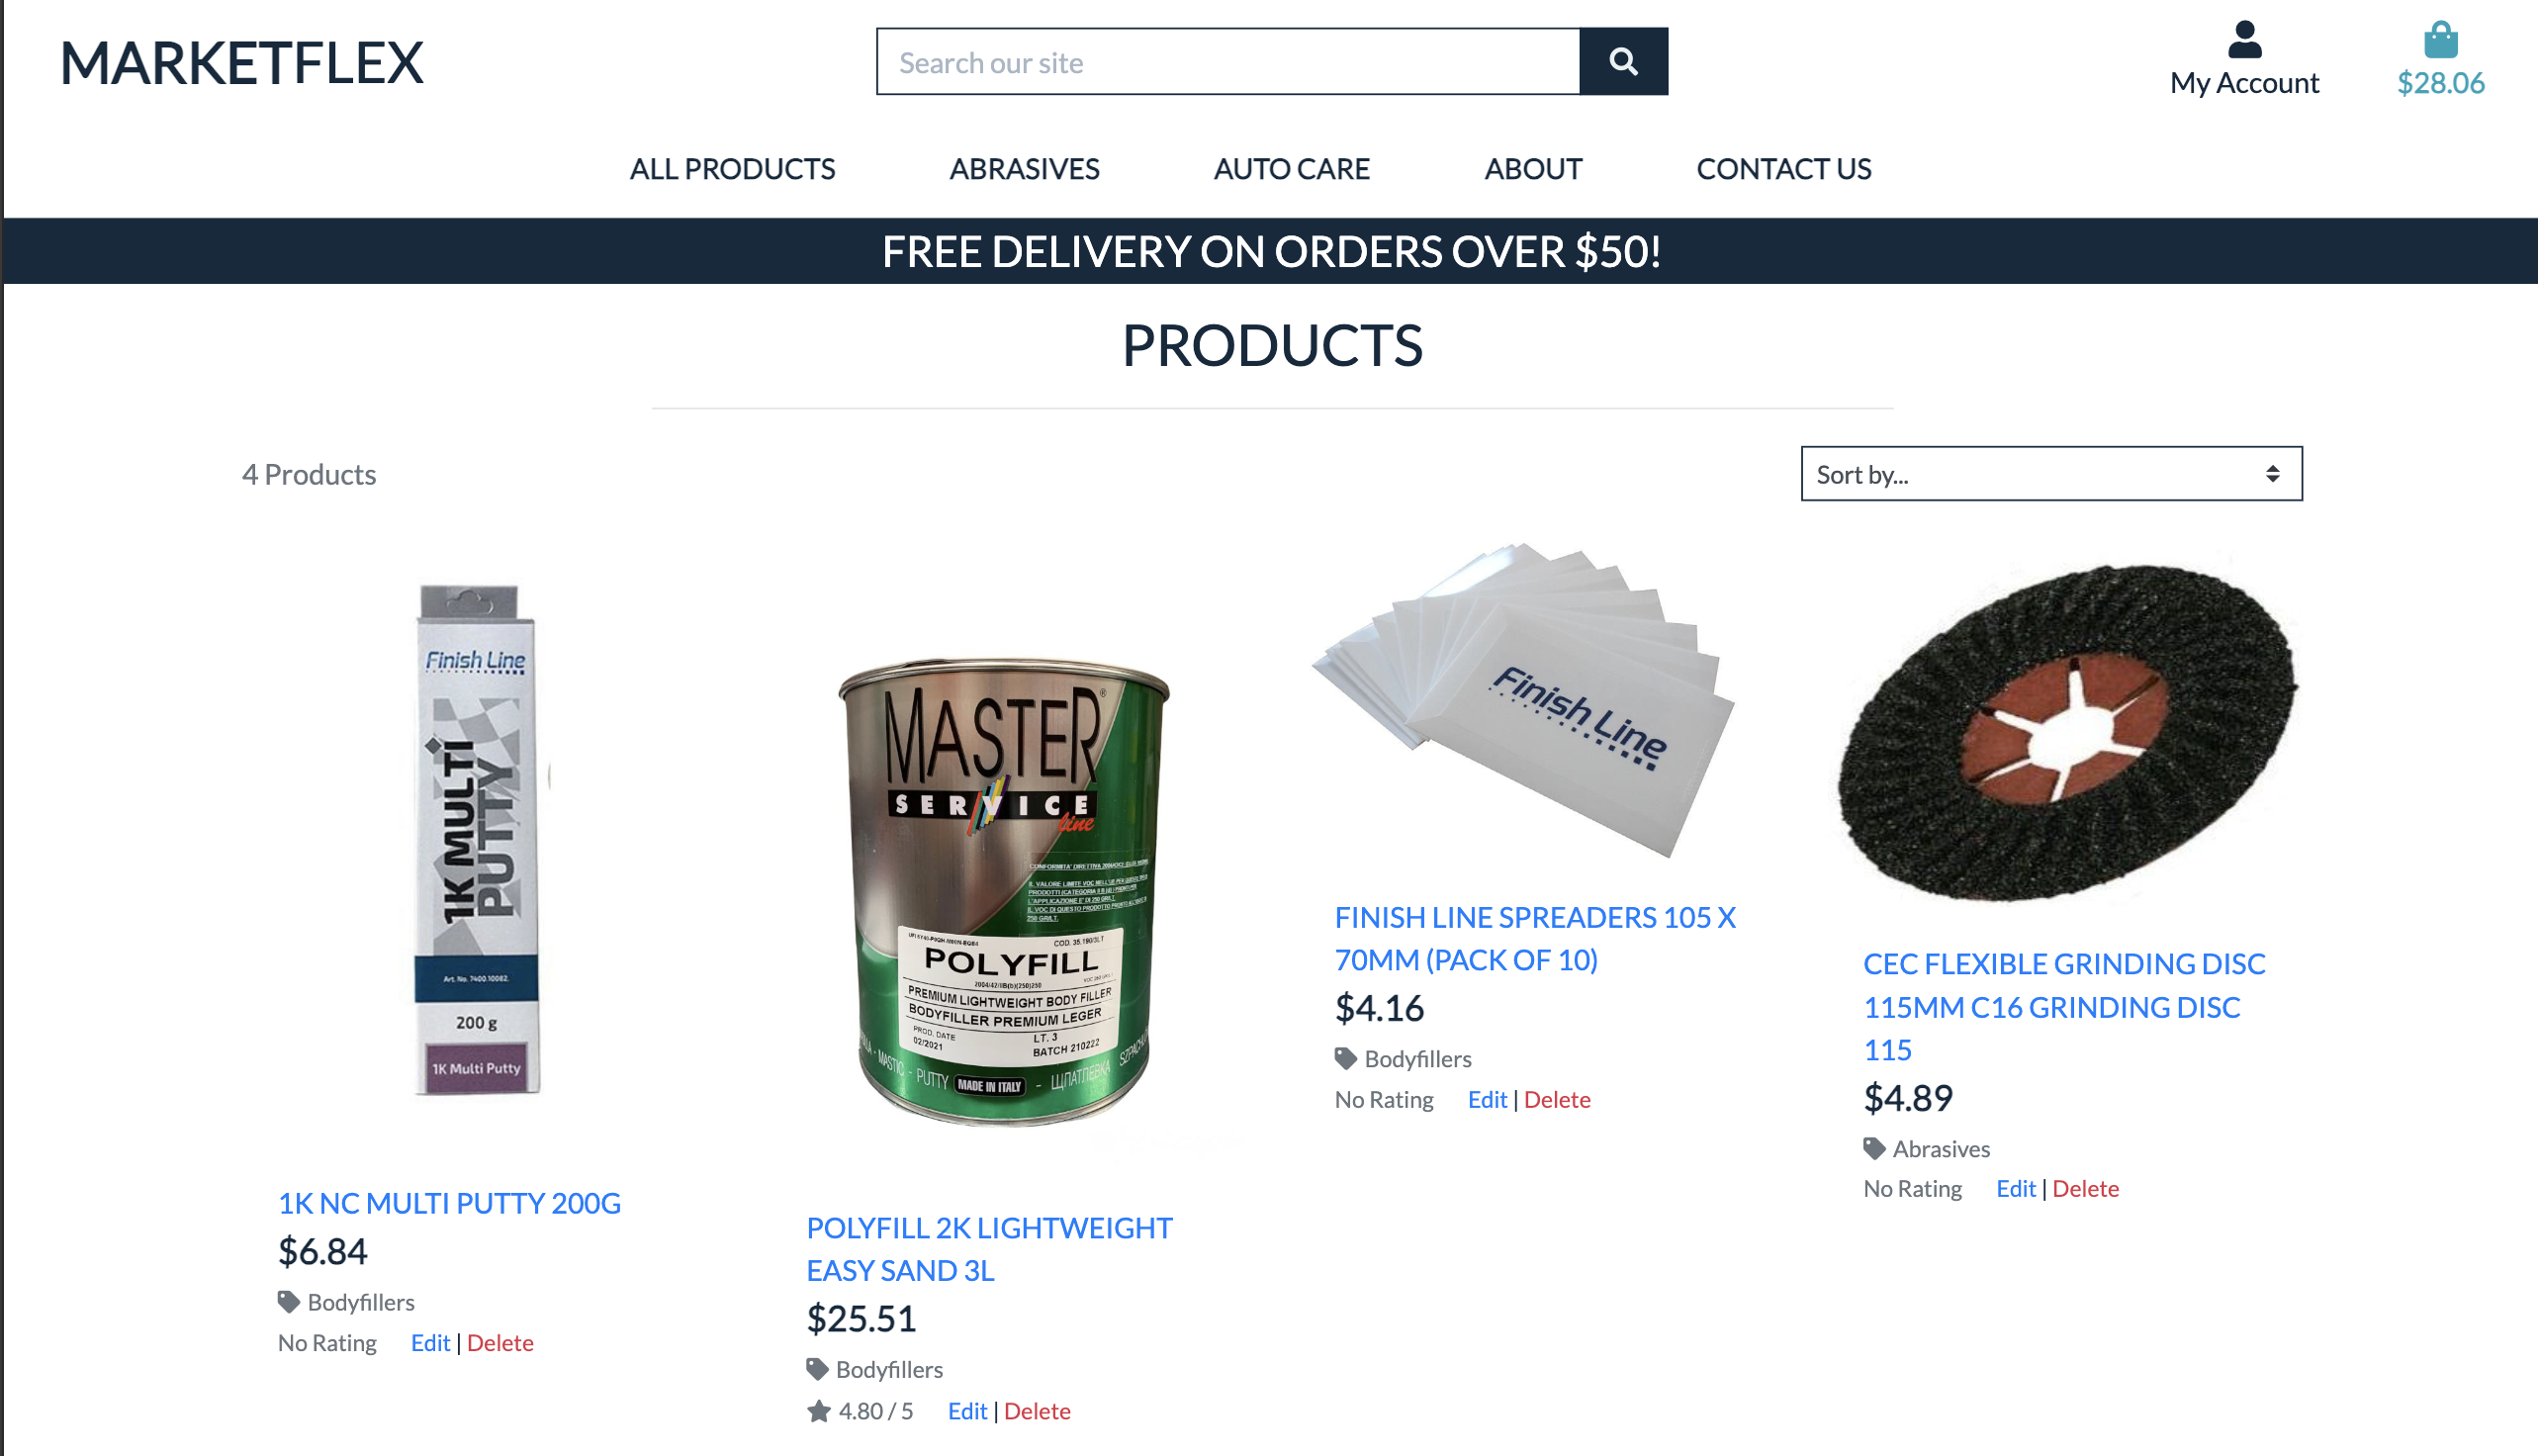 MARKETFLEX
Search our site
My Account
$28.06
ALL PRODUCTS
ABRASIVES
AUTO CARE
ABOUT
CONTACT US
FREE DELIVERY ON ORDERS OVER $50!
PRODUCTS
4 Products
Sort by...
Finish Line
1K MULTI
PUTTY
Art. No. 7400.10082.
200 g
1K Multi Putty
1K NC MULTI PUTTY 200G
$6.84
Bodyfillers
No Rating Edit | Delete
MASTER®
SERVICE
line
POLYFILL
2004/42/IIB(b)(250)250
PREMIUM LIGHTWEIGHT BODY FILLER
BODYFILLER PREMIUM LEGER
PROD. DATE
02/2021
LT. 3
BATCH 210222
MASTIC - PUTTY MADE IN ITALY - ШПАТЛЕВКА
POLYFILL 2K LIGHTWEIGHT
EASY SAND 3L
$25.51
Bodyfillers
4.80 / 5 Edit | Delete
Finish Line
FINISH LINE SPREADERS 105 X
70MM (PACK OF 10)
$4.16
Bodyfillers
No Rating Edit | Delete
CEC FLEXIBLE GRINDING DISC
115MM C16 GRINDING DISC
115
$4.89
Abrasives
No Rating Edit | Delete